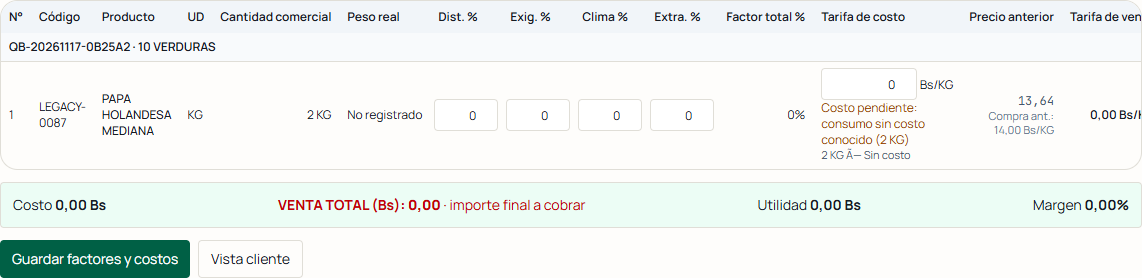 N° Código Producto UD Cantidad comercial Peso real Dist. % Exig. % Clima % Extra. % Factor total % Tarifa de costo Precio anterior Tarifa de ven
QB-20261117-0B25A2 · 10 VERDURAS
1 LEGACY-0087 PAPA HOLANDESA MEDIANA KG 2 KG No registrado 0 0 0 0 0% 0 Bs/KG
Costo pendiente:
consumo sin costo
conocido (2 KG)
2 KG Ã— Sin costo
13,64
Compra ant.:
14,00 Bs/KG
0,00 Bs/K
Costo 0,00 Bs VENTA TOTAL (Bs): 0,00 · importe final a cobrar Utilidad 0,00 Bs Margen 0,00%
Guardar factores y costos Vista cliente